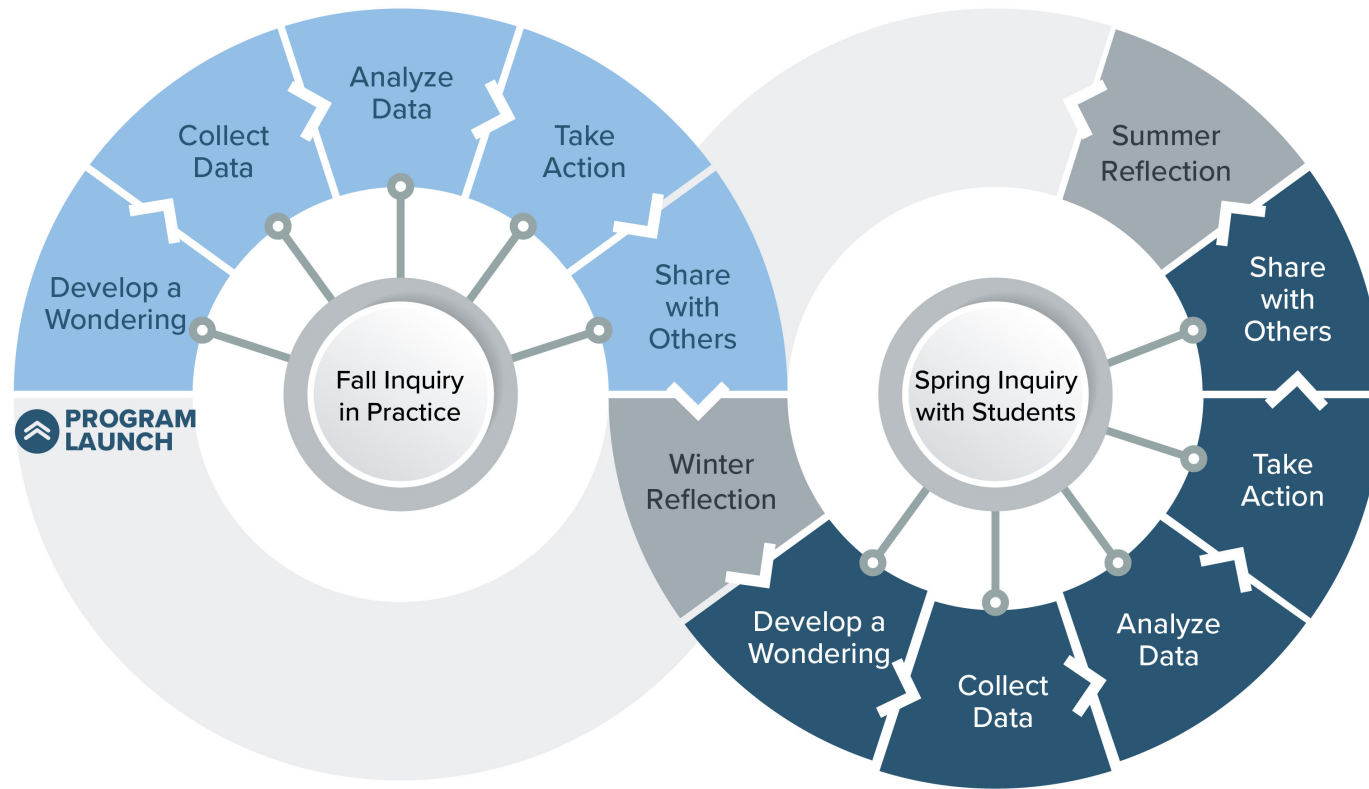 PROGRAM
LAUNCH
Develop a
Wondering
Collect
Data
Analyze
Data
Take
Action
Share
with
Others
Fall Inquiry
in Practice
Winter
Reflection
Develop a
Wondering
Collect
Data
Analyze
Data
Take
Action
Share
with
Others
Summer
Reflection
Spring Inquiry
with Students